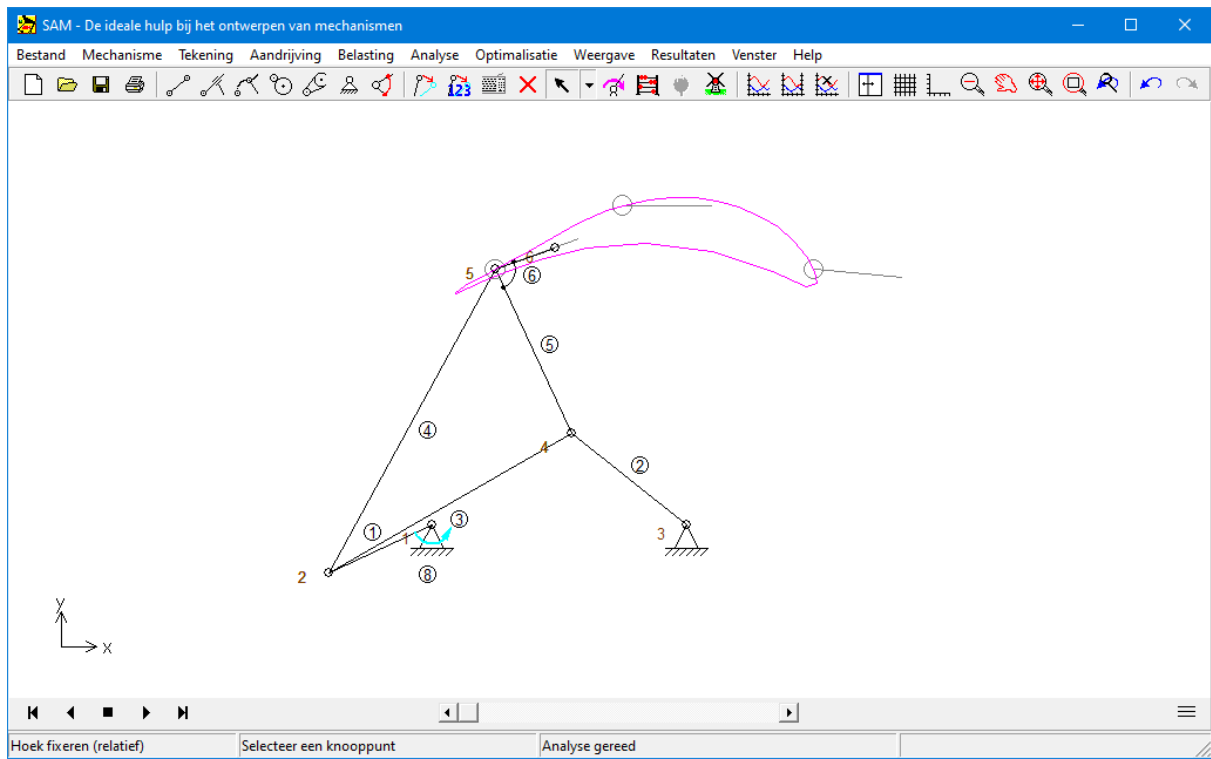 SAM - De ideale hulp bij het ontwerpen van mechanismen
Bestand Mechanisme Tekening Aandrijving Belasting Analyse Optimalisatie Weergave Resultaten Venster Help
123
5 6
⑥
⑤
④
4
②
① ③
1 3
2 ⑧
y
x
Hoek fixeren (relatief) Selecteer een knooppunt Analyse gereed